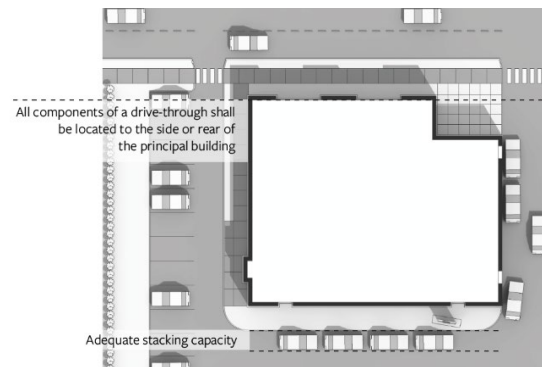 All components of a drive-through shall
be located to the side or rear of
the principal building
Adequate stacking capacity